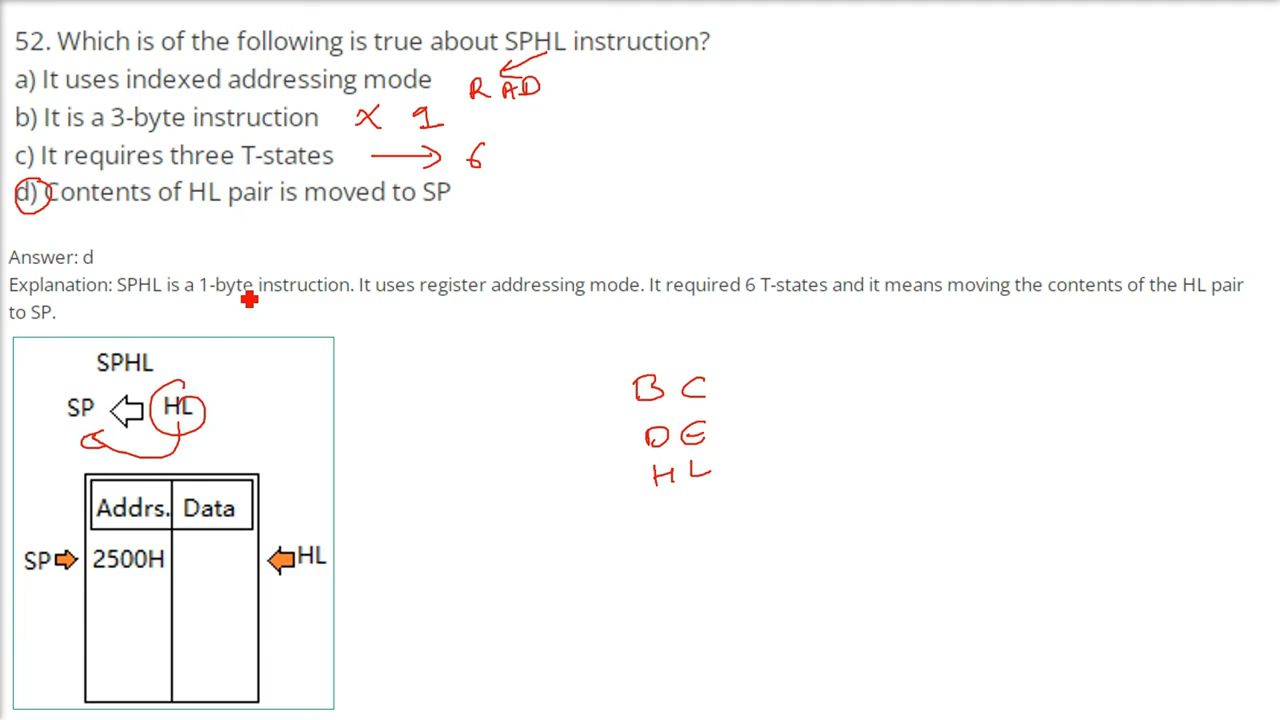 52. Which is of the following is true about SPHL instruction?
a) It uses indexed addressing mode R AD
b) It is a 3-byte instruction x 1
c) It requires three T-states → 6
d) Contents of HL pair is moved to SP
Answer: d
Explanation: SPHL is a 1-byte instruction. It uses register addressing mode. It required 6 T-states and it means moving the contents of the HL pair
to SP.
SPHL
SP HL
B C
D E
H L
Addrs. Data
SP 2500H HL